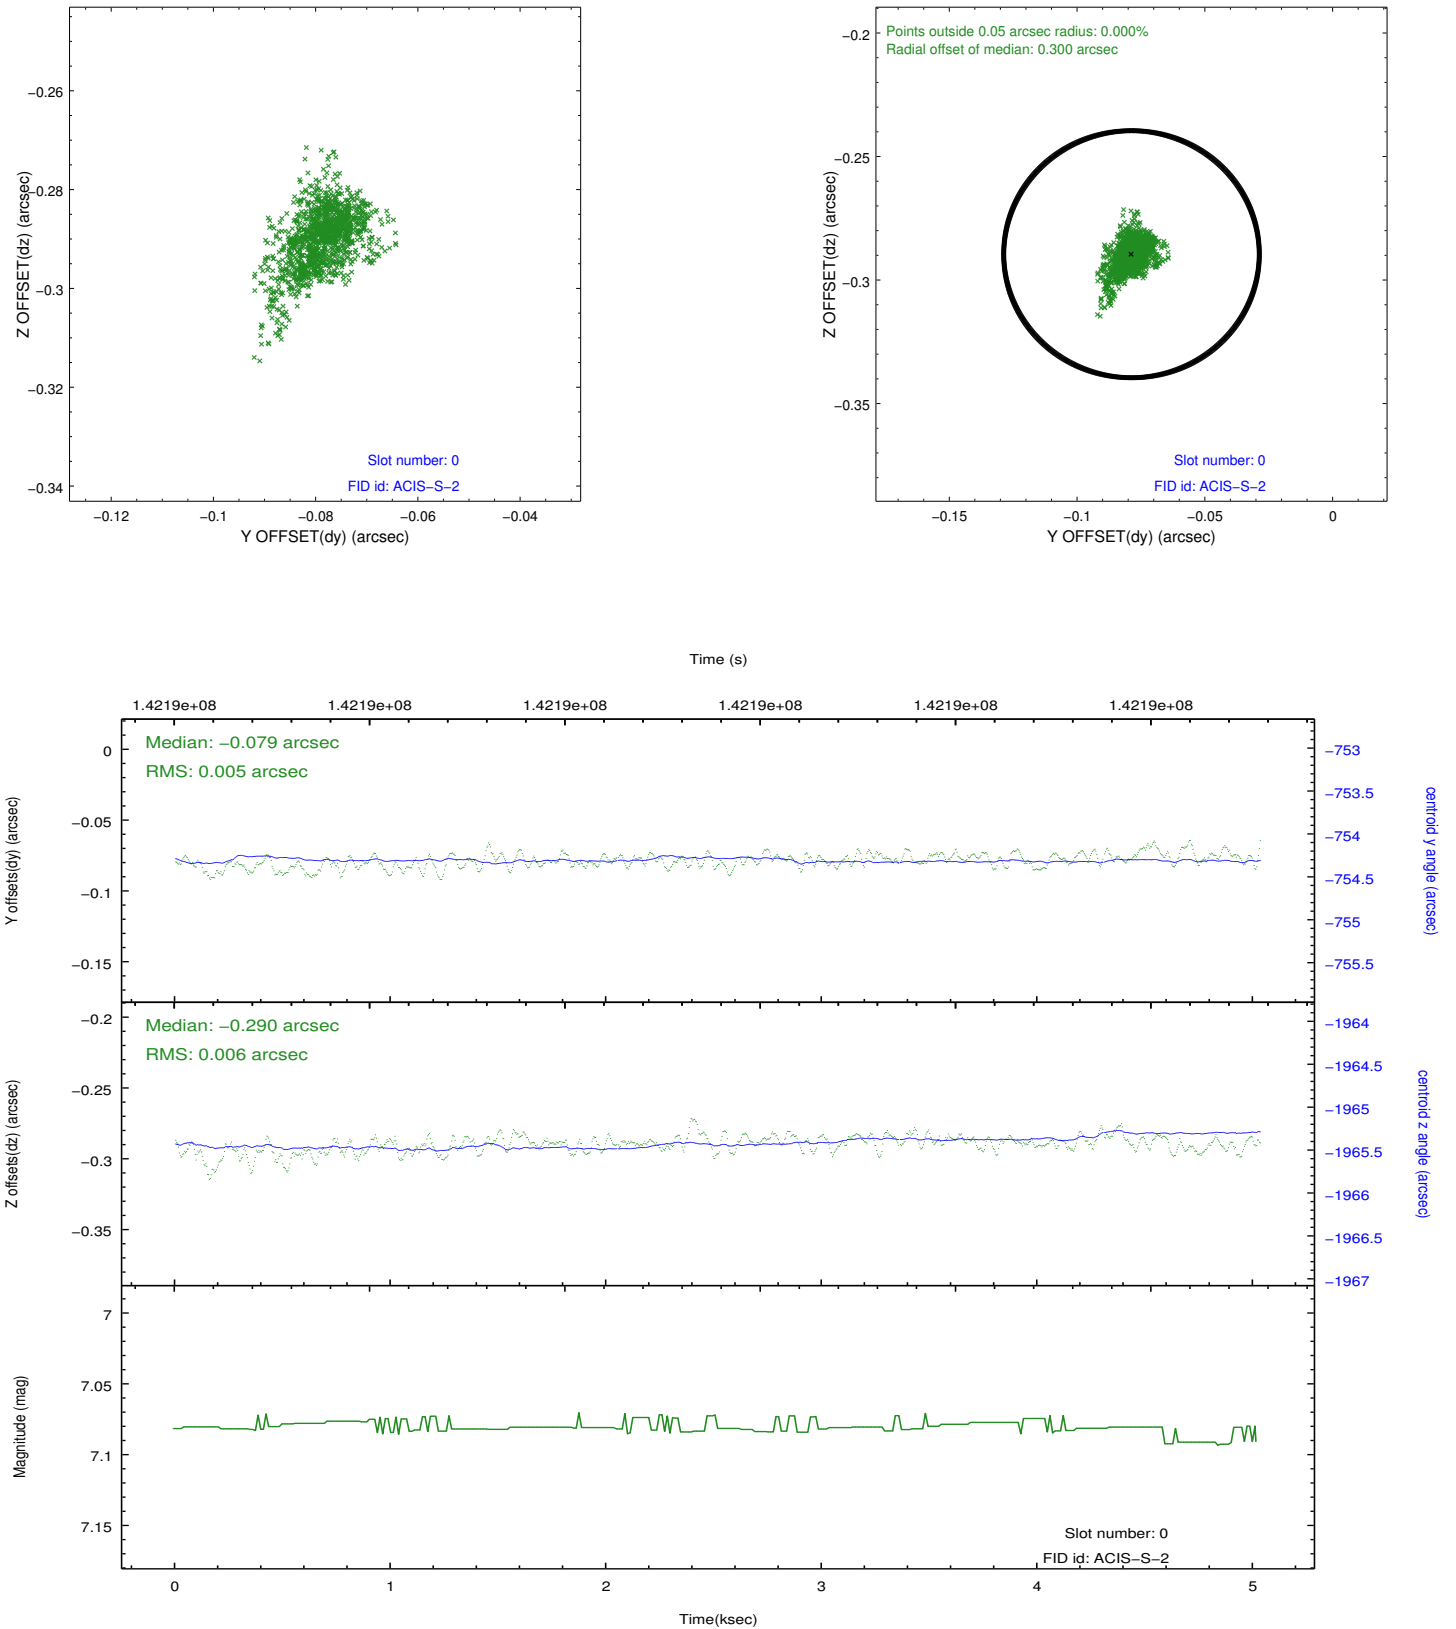 −0.26
−0.28
−0.3
−0.32
−0.34
Z OFFSET(dz) (arcsec)
Slot number: 0
FID id: ACIS−S−2
−0.12 −0.1 −0.08 −0.06 −0.04
Y OFFSET(dy) (arcsec)
Points outside 0.05 arcsec radius: 0.000%
Radial offset of median: 0.300 arcsec
−0.2
−0.25
−0.3
−0.35
Z OFFSET(dz) (arcsec)
Slot number: 0
FID id: ACIS−S−2
−0.15 −0.1 −0.05 0
Y OFFSET(dy) (arcsec)
Time (s)
1.4219e+08 1.4219e+08 1.4219e+08 1.4219e+08 1.4219e+08 1.4219e+08
Median: −0.079 arcsec
RMS: 0.005 arcsec
0
−0.05
−0.1
−0.15
Y offsets(dy) (arcsec)
−753
−753.5
−754
−754.5
−755
−755.5
centroid y angle (arcsec)
Median: −0.290 arcsec
RMS: 0.006 arcsec
−0.2
−0.25
−0.3
−0.35
Z offsets(dz) (arcsec)
−1964
−1964.5
−1965
−1965.5
−1966
−1966.5
−1967
centroid z angle (arcsec)
7
7.05
7.1
7.15
Magnitude (mag)
Slot number: 0
FID id: ACIS−S−2
0 1 2 3 4 5
Time(ksec)